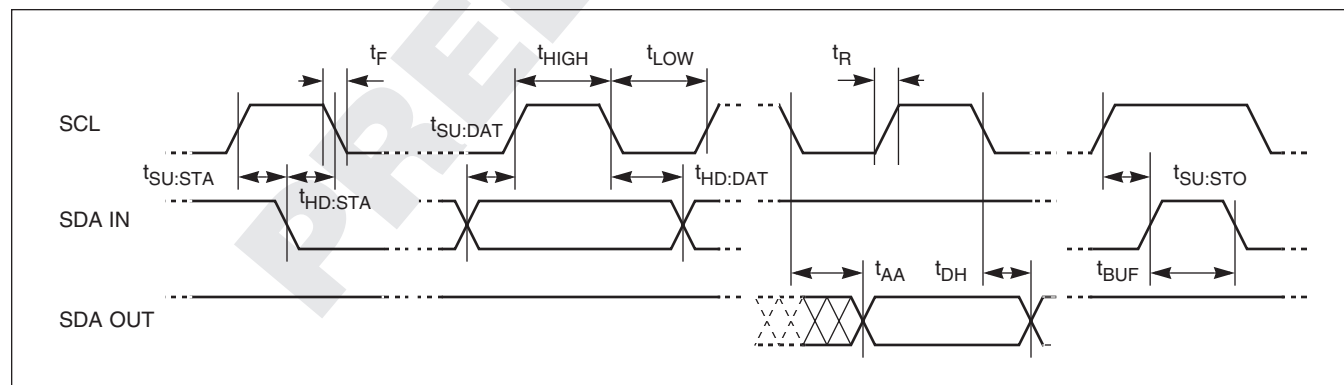 PREL
tF
tHIGH
tLOW
tR
SCL
tSU:DAT
tSU:STA
tHD:STA
tHD:DAT
tSU:STO
SDA IN
tAA
tDH
tBUF
SDA OUT